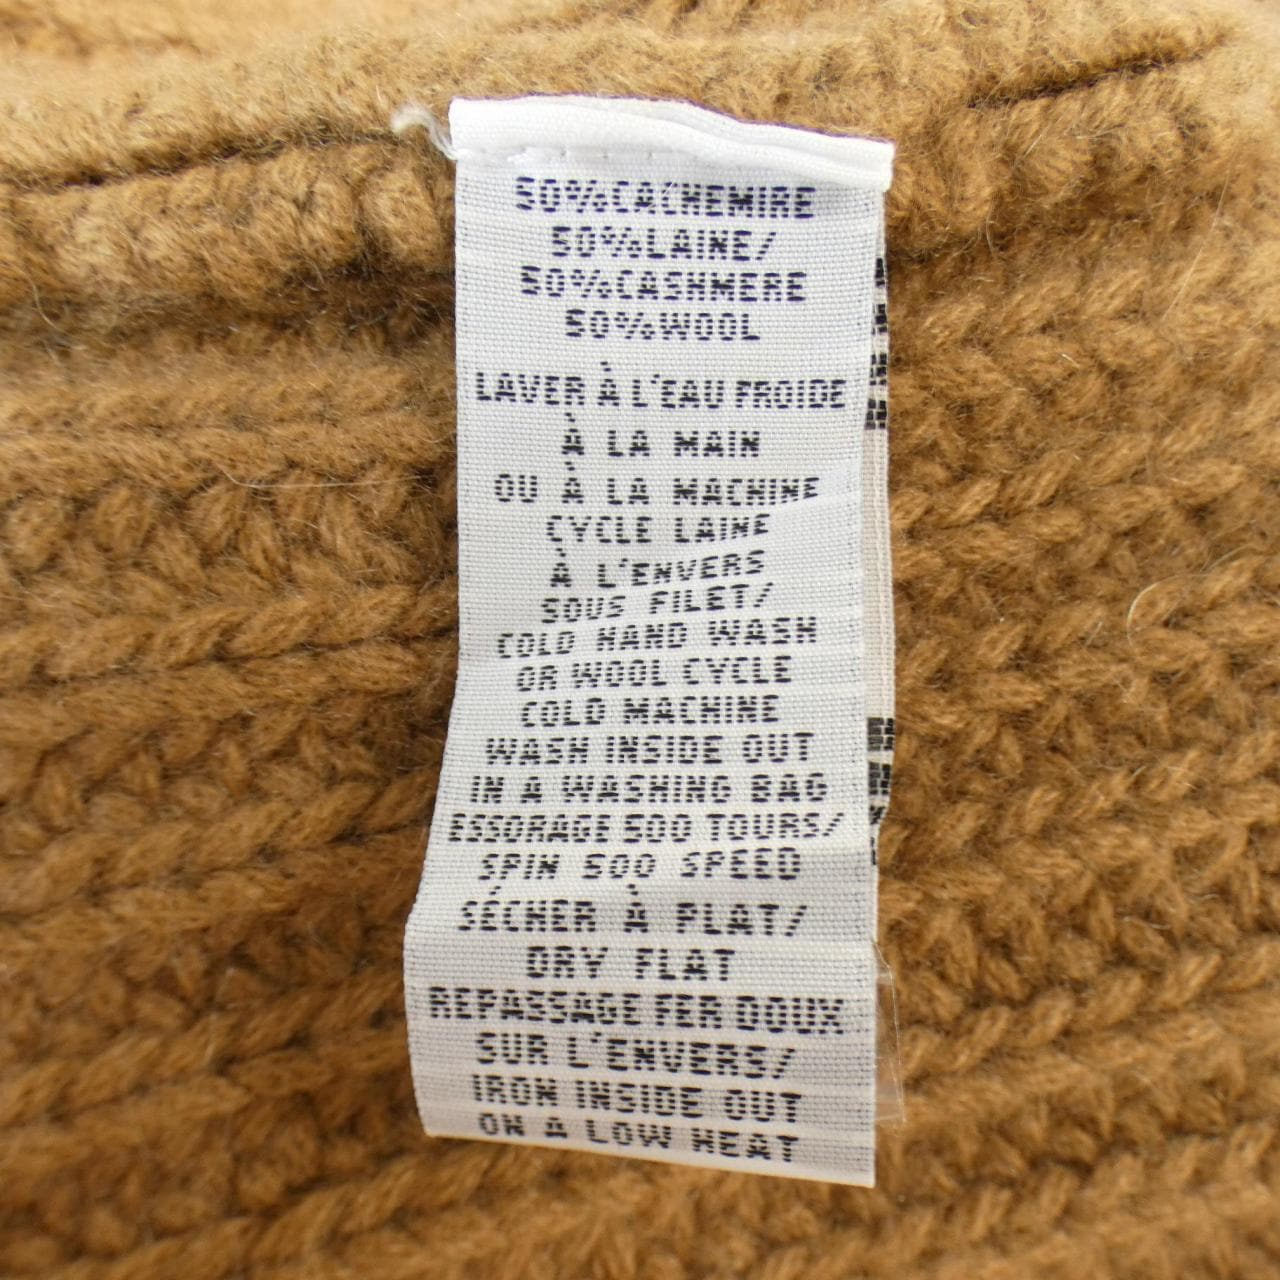 50%CACHEMIRE
50%LAINE/
50%CASHMERE
50%WOOL
LAVER À L'EAU FROIDE
À LA MAIN
OU À LA MACHINE
CYCLE LAINE
À L'ENVERS
SOUS FILET/
COLD HAND WASH
OR WOOL CYCLE
COLD MACHINE
WASH INSIDE OUT
IN A WASHING BAG
ESSORAGE 500 TOURS/
SPIN 500 SPEED
SÉCHER À PLAT/
DRY FLAT
REPASSAGE FER DOUX
SUR L'ENVERS/
IRON INSIDE OUT
ON A LOW HEAT